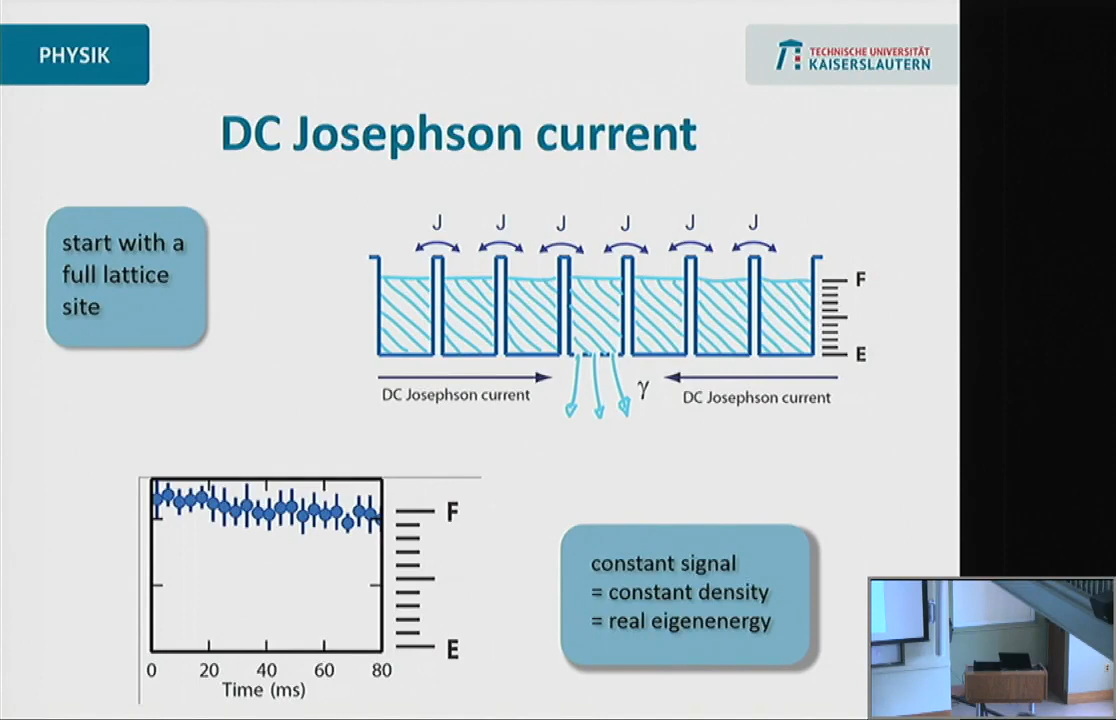 PHYSIK
TECHNISCHE UNIVERSITÄT
KAISERSLAUTERN
DC Josephson current
start with a
full lattice
site
J J J J J J
F
E
DC Josephson current
γ
DC Josephson current
F
E
0 20 40 60 80
Time (ms)
constant signal
= constant density
= real eigenenergy